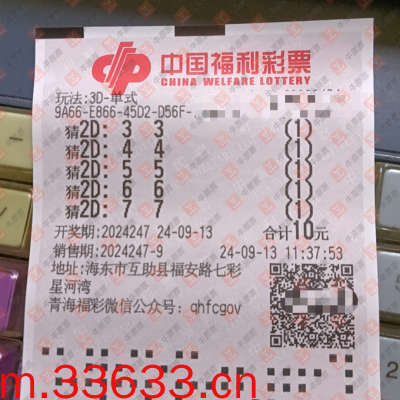 中国福利彩票
CHINA WELFARE LOTTERY
玩法:3D-单式
9A66-E866-45D2-D56F-
猜2D: 3 3 (1)
猜2D: 4 4 (1)
猜2D: 5 5 (1)
猜2D: 6 6 (1)
猜2D: 7 7 (1)
开奖期:2024247 24-09-13 合计10元
销售期:2024247-9 24-09-13 11:37:53
地址:海东市互助县福安路七彩
星河湾
青海福彩微信公众号: qhfcgov
m.33633.cn